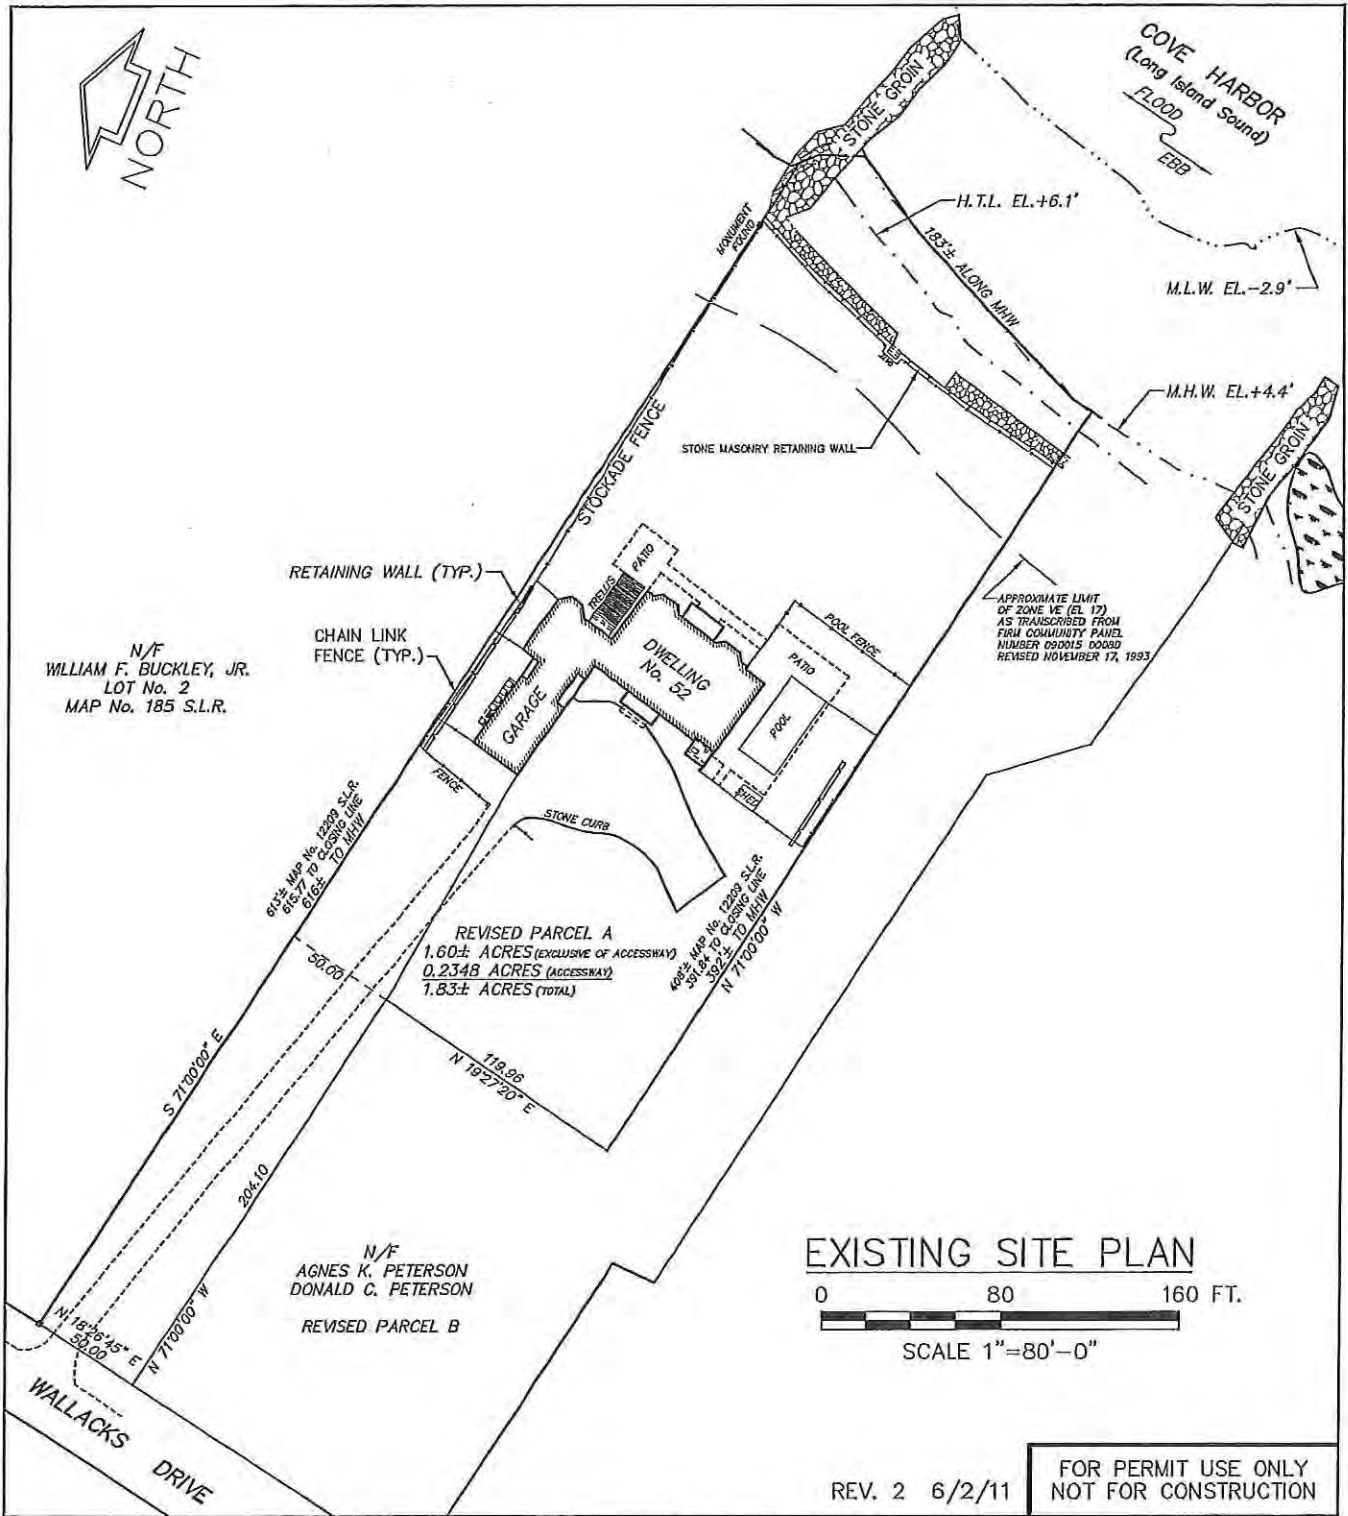 NORTH
COVE HARBOR
(Long Island Sound)
FLOOD
EBB
STONE GROIN
H.T.L. EL.+6.1'
MONUMENT
FOUND
183'± ALONG MHW
M.L.W. EL.-2.9'
M.H.W. EL.+4.4'
STONE GROIN
STONE MASONRY RETAINING WALL
STOCKADE FENCE
RETAINING WALL (TYP.)
CHAIN LINK
FENCE (TYP.)
N/F
WILLIAM F. BUCKLEY, JR.
LOT No. 2
MAP No. 185 S.L.R.
TRELLIS
PATIO
DWELLING
No. 52
GARAGE
POOL FENCE
PATIO
POOL
SHED
APPROXIMATE LIMIT
OF ZONE VE (EL 17)
AS TRANSCRIBED FROM
FIRM COMMUNITY PANEL
NUMBER 090015 0008D
REVISED NOVEMBER 17, 1993
FENCE
STONE CURB
613'± MAP No. 12209 S.L.R.
615.77 TO CLOSING LINE
616± TO MHW
408'± MAP No. 12209 S.L.R.
391.84 TO CLOSING LINE
392'± TO MHW
N 71°00'00" W
REVISED PARCEL A
1.60± ACRES (EXCLUSIVE OF ACCESSWAY)
0.2348 ACRES (ACCESSWAY)
1.83± ACRES (TOTAL)
50.00
S 71°00'00" E
119.96
N 19°27'20" E
204.10
N/F
AGNES K. PETERSON
DONALD C. PETERSON
REVISED PARCEL B
N 18°26'45" E
50.00
N 71°00'00" W
WALLACKS DRIVE
EXISTING SITE PLAN
0 80 160 FT.
SCALE 1"=80'-0"
REV. 2 6/2/11
FOR PERMIT USE ONLY
NOT FOR CONSTRUCTION